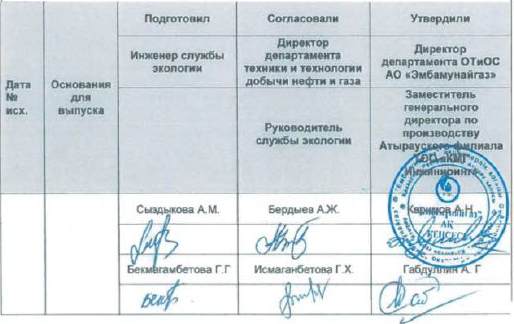 Подготовил
Согласовали
Утвердили
Дата
№
исх.
Основания
для
выпуска
Инженер службы
экологии
Директор
департамента
техники и технологии
добычи нефти и газа
Директор
департамента ОТиОС
АО «Эмбамунайгаз»
Руководитель
службы экологии
Заместитель
генерального
директора по
производству
Атырауского филиала
ТОО «КМГ
Инжиниринг»
Сыздыкова А.М.
Бердыев А.Ж.
Каримов А.Н.
Бекмагамбетова Г.Г
Исмаганбетова Г.Х.
Габдуллин А. Г